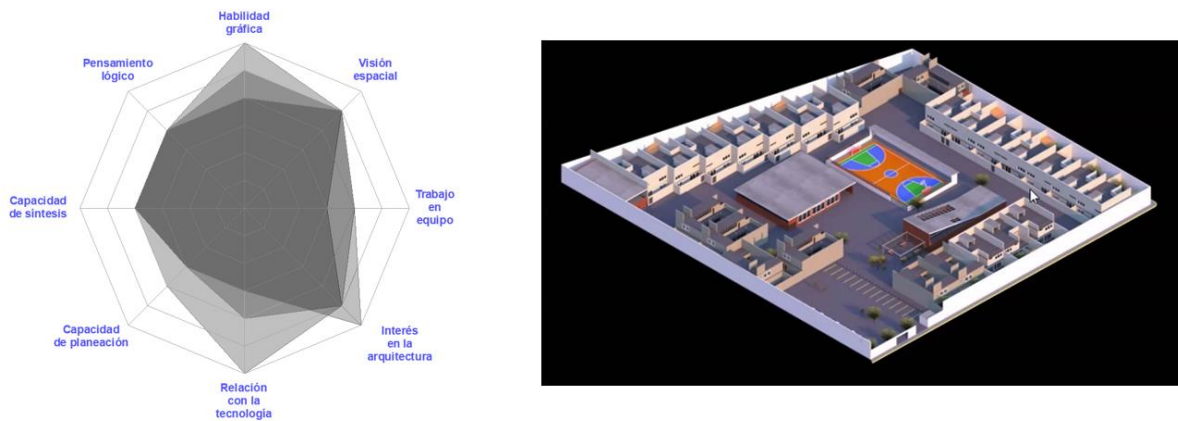 Habilidad
gráfica
Visión
espacial
Trabajo
en
equipo
Interés
en la
arquitectura
Relación
con la
tecnología
Capacidad
de planeación
Capacidad
de síntesis
Pensamiento
lógico